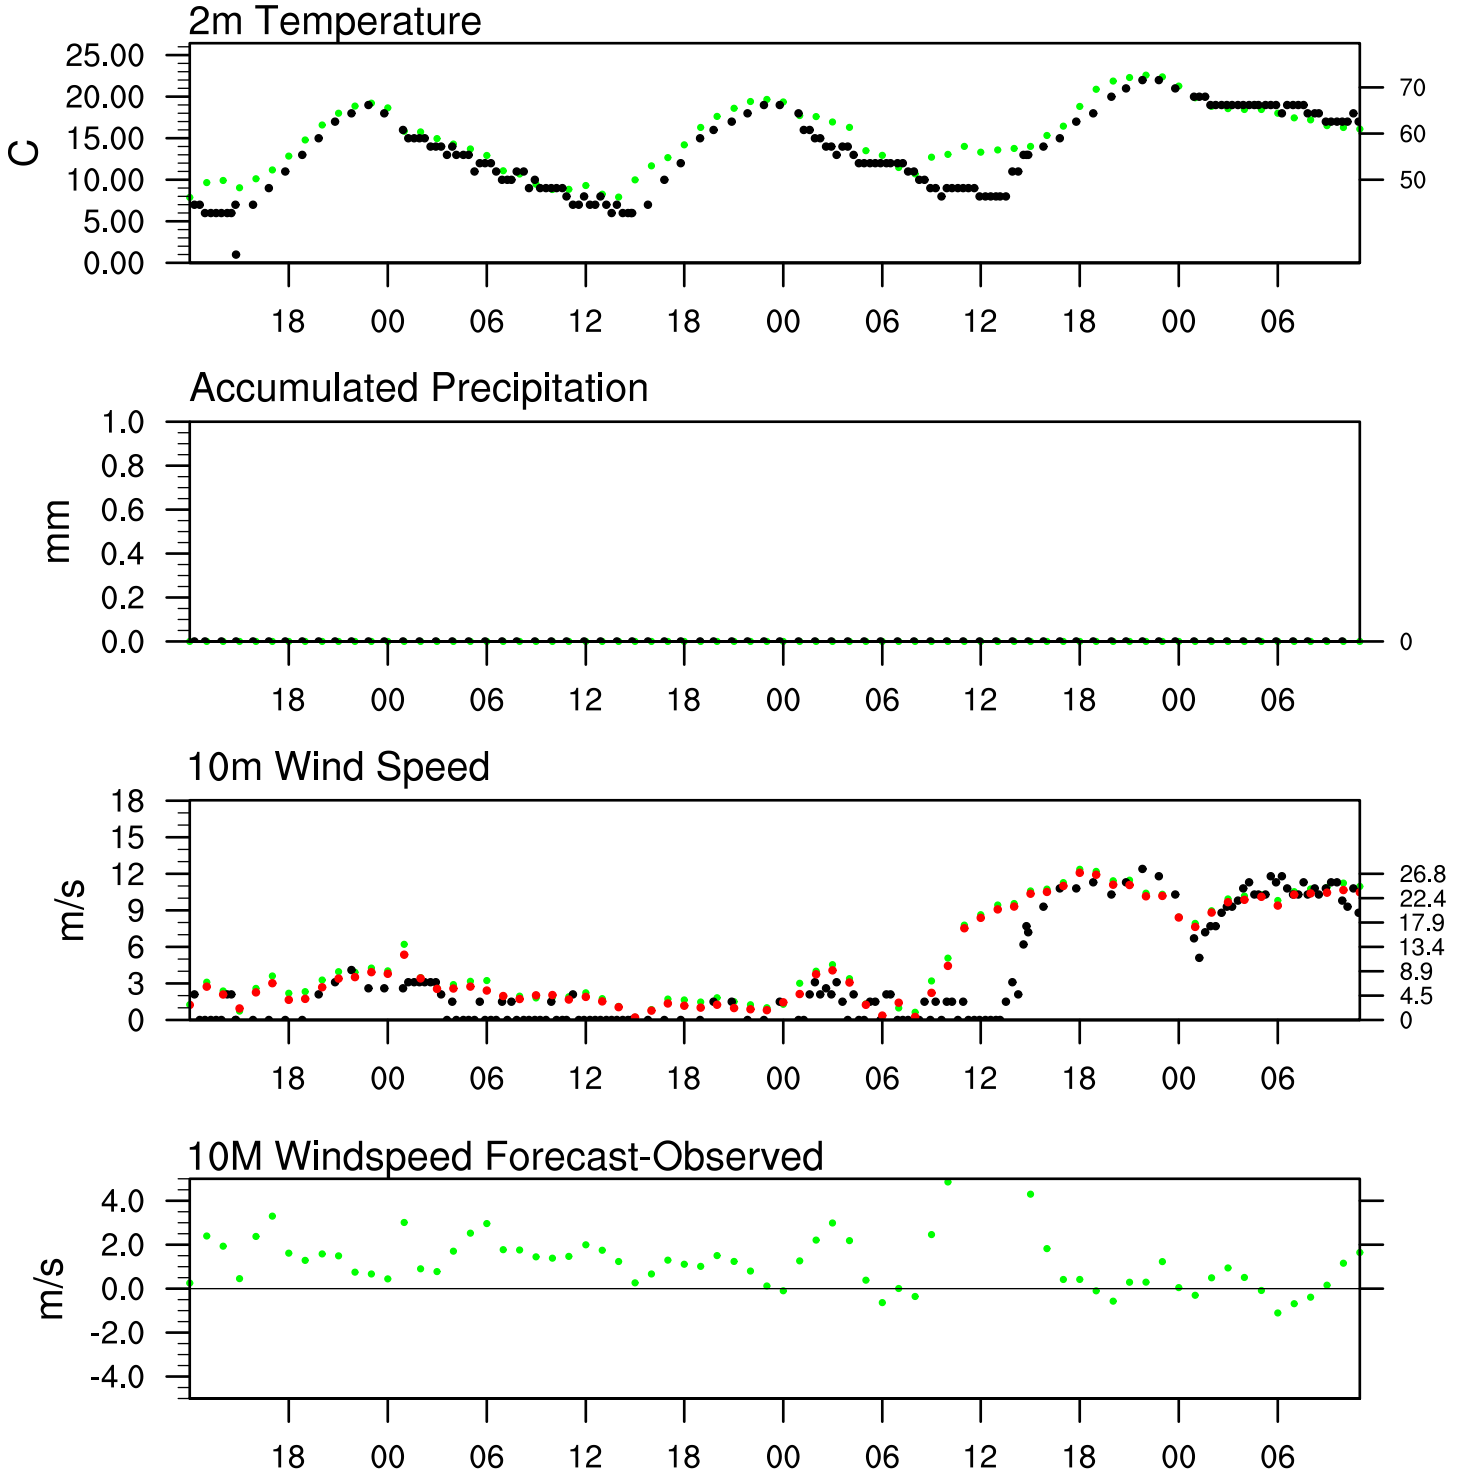 2m Temperature
25.00
20.00
15.00
10.00
5.00
0.00
C
70
60
50
18 00 06 12 18 00 06 12 18 00 06
Accumulated Precipitation
1.0
0.8
0.6
0.4
0.2
0.0
mm
0
18 00 06 12 18 00 06 12 18 00 06
10m Wind Speed
18
15
12
9
6
3
0
m/s
26.8
22.4
17.9
13.4
8.9
4.5
0
18 00 06 12 18 00 06 12 18 00 06
10M Windspeed Forecast-Observed
4.0
2.0
0.0
-2.0
-4.0
m/s
18 00 06 12 18 00 06 12 18 00 06